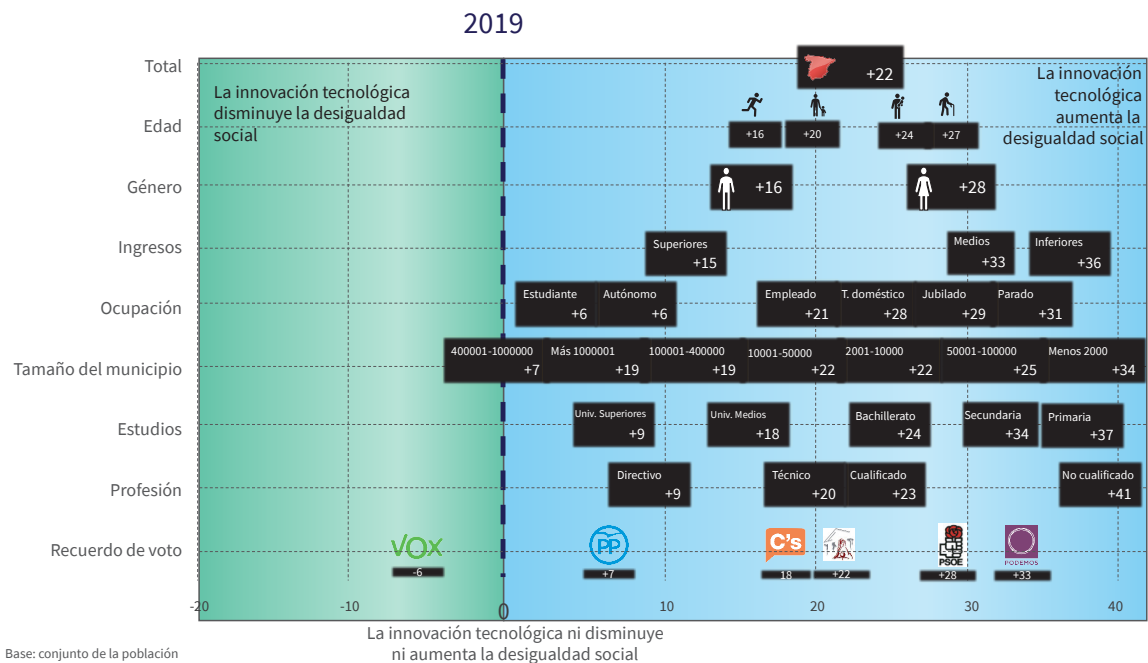 2019
Total
+22
La innovación tecnológica
disminuye la desigualdad
social
La innovación
tecnológica
aumenta la
desigualdad social
Edad
+16 +20 +24 +27
Género
+16 +28
Ingresos
Superiores Medios Inferiores
+15 +33 +36
Ocupación
Estudiante Autónomo Empleado T. doméstico Jubilado Parado
+6 +6 +21 +28 +29 +31
Tamaño del municipio
400001-1000000 Más 1000001 100001-400000 10001-50000 2001-10000 50001-100000 Menos 2000
+7 +19 +19 +22 +22 +25 +34
Estudios
Univ. Superiores Univ. Medios Bachillerato Secundaria Primaria
+9 +18 +24 +34 +37
Profesión
Directivo Técnico Cualificado No cualificado
+9 +20 +23 +41
Recuerdo de voto
VOX PP C's PSOE PODEMOS
-6 +7 18 +22 +28 +33
-20 -10 0 10 20 30 40
La innovación tecnológica ni disminuye
ni aumenta la desigualdad social
Base: conjunto de la población